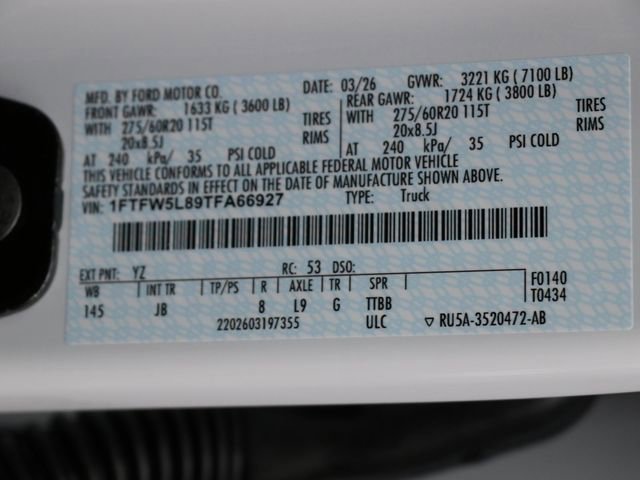 MFD. BY FORD MOTOR CO. DATE: 03/26 GVWR: 3221 KG ( 7100 LB)
FRONT GAWR: 1633 KG ( 3600 LB) REAR GAWR: 1724 KG ( 3800 LB)
WITH 275/60R20 115T TIRES WITH 275/60R20 115T TIRES
20x8.5J RIMS 20x8.5J RIMS
AT 240 kPa/ 35 PSI COLD AT 240 kPa/ 35 PSI COLD
THIS VEHICLE CONFORMS TO ALL APPLICABLE FEDERAL MOTOR VEHICLE
SAFETY STANDARDS IN EFFECT ON THE DATE OF MANUFACTURE SHOWN ABOVE.
VIN: 1FTFW5L89TFA66927 TYPE: Truck
EXT PNT: YZ RC: 53 DSO:
WB INT TR TP/PS R AXLE TR SPR F0140
145 JB 8 L9 G TTBB T0434
2202603197355 ULC ▽ RU5A-3520472-AB